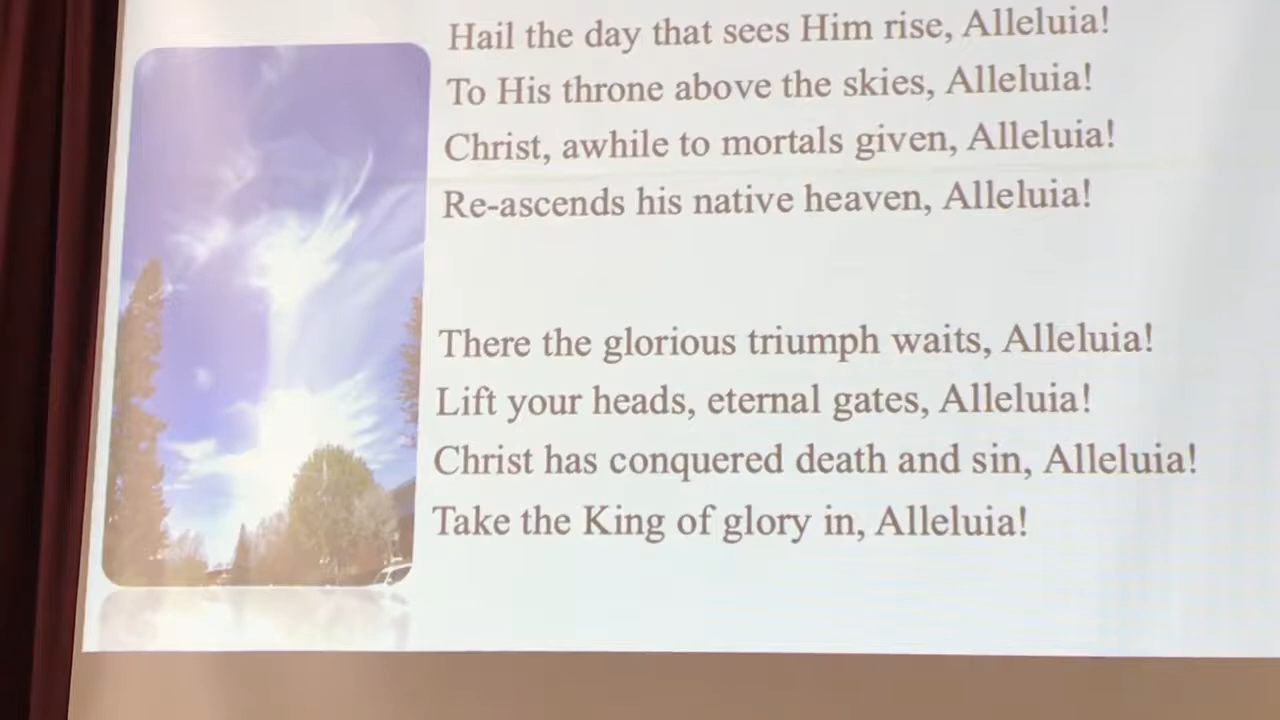 Hail the day that sees Him rise, Alleluia!
To His throne above the skies, Alleluia!
Christ, awhile to mortals given, Alleluia!
Re-ascends his native heaven, Alleluia!
There the glorious triumph waits, Alleluia!
Lift your heads, eternal gates, Alleluia!
Christ has conquered death and sin, Alleluia!
Take the King of glory in, Alleluia!